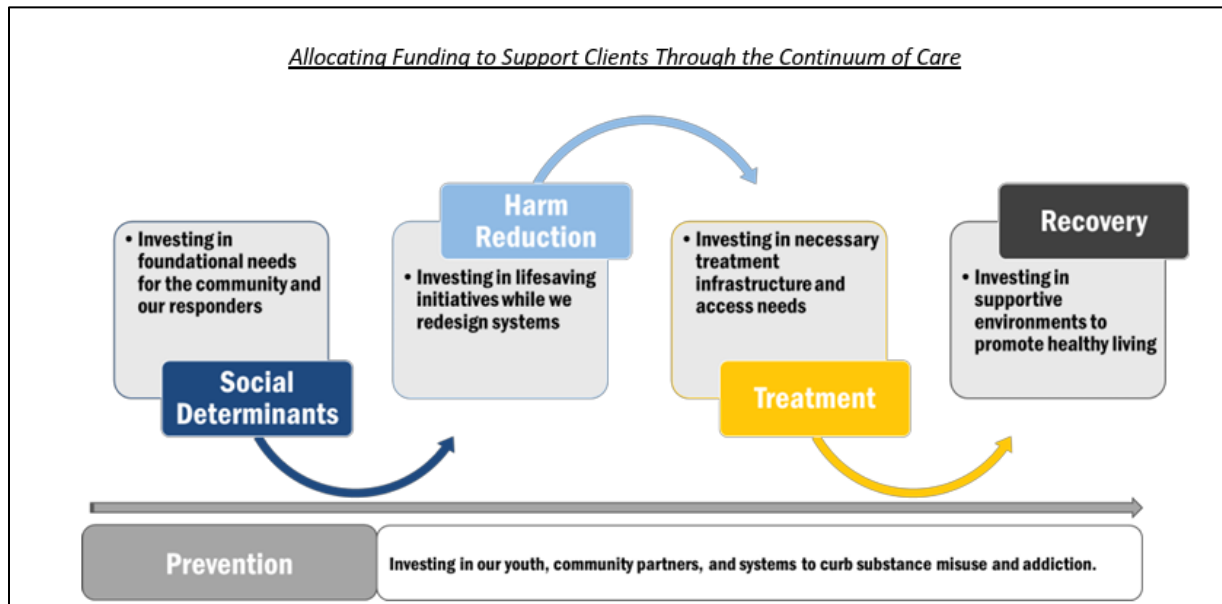 Allocating Funding to Support Clients Through the Continuum of Care
• Investing in
foundational needs
for the community and
our responders
Social
Determinants
Harm
Reduction
• Investing in lifesaving
initiatives while we
redesign systems
• Investing in necessary
treatment
infrastructure and
access needs
Treatment
Recovery
• Investing in
supportive
environments to
promote healthy living
Prevention
Investing in our youth, community partners, and systems to curb substance misuse and addiction.